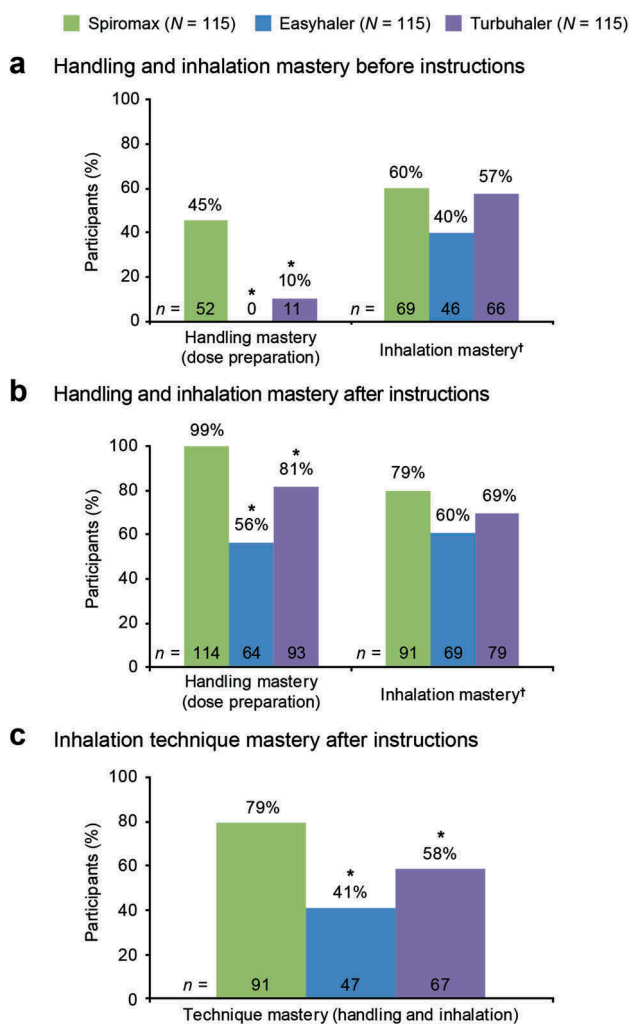 Spiromax (N = 115) Easyhaler (N = 115) Turbuhaler (N = 115)
a Handling and inhalation mastery before instructions
Participants (%)
100
80
60
40
20
0
45%
*
*
10%
60%
40%
57%
n = 52 0 11
n = 69 46 66
Handling mastery
(dose preparation)
Inhalation mastery†
b Handling and inhalation mastery after instructions
Participants (%)
100
80
60
40
20
0
99%
*
56%
*
81%
79%
60%
69%
n = 114 64 93
n = 91 69 79
Handling mastery
(dose preparation)
Inhalation mastery†
c Inhalation technique mastery after instructions
Participants (%)
100
80
60
40
20
0
79%
*
41%
*
58%
n = 91 47 67
Technique mastery (handling and inhalation)